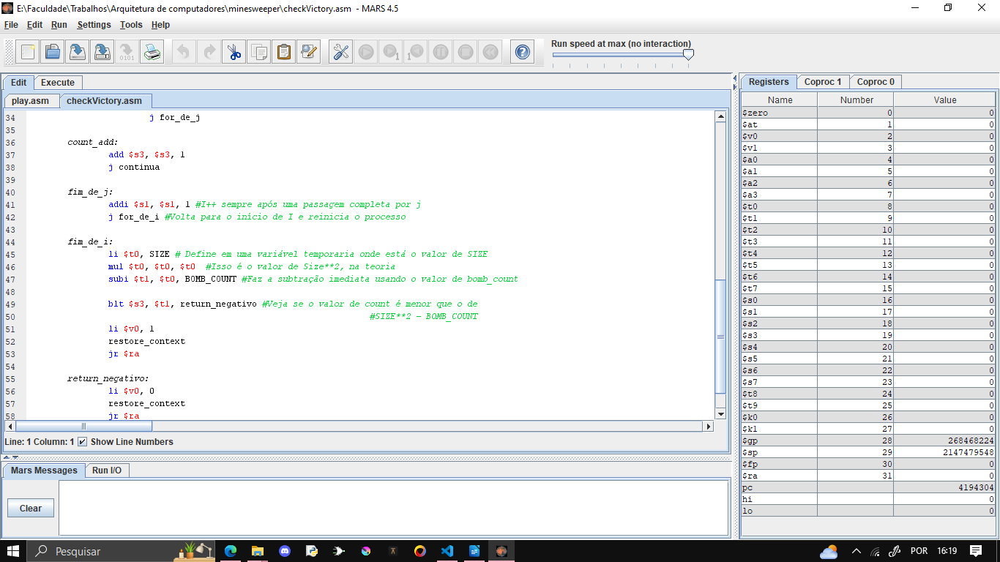 E:\Faculdade\Trabalhos\Arquitetura de computadores\minesweeper\checkVictory.asm - MARS 4.5
File Edit Run Settings Tools Help
Run speed at max (no interaction)
Edit Execute
play.asm checkVictory.asm
34 j for_de_j
35
36 count_add:
37 add $s3, $s3, 1
38 j continua
39
40 fim_de_j:
41 addi $s1, $s1, 1 #I++ sempre após uma passagem completa por j
42 j for_de_i #Volta para o início de I e reinicia o processo
43
44 fim_de_i:
45 li $t0, SIZE # Define em uma variável temporaria onde está o valor de SIZE
46 mul $t0, $t0, $t0 #Isso é o valor de Size**2, na teoria
47 subi $t1, $t0, BOMB_COUNT #Faz a subtração imediata usando o valor de bomb_count
48
49 blt $s3, $t1, return_negativo #Veja se o valor de count é menor que o de
50 #SIZE**2 - BOMB_COUNT
51 li $v0, 1
52 restore_context
53 jr $ra
54
55 return_negativo:
56 li $v0, 0
57 restore_context
58 jr $ra
Line: 1 Column: 1 Show Line Numbers
Mars Messages Run I/O
Clear
Registers Coproc 1 Coproc 0
Name Number Value
$zero 0 0
$at 1 0
$v0 2 0
$v1 3 0
$a0 4 0
$a1 5 0
$a2 6 0
$a3 7 0
$t0 8 0
$t1 9 0
$t2 10 0
$t3 11 0
$t4 12 0
$t5 13 0
$t6 14 0
$t7 15 0
$s0 16 0
$s1 17 0
$s2 18 0
$s3 19 0
$s4 20 0
$s5 21 0
$s6 22 0
$s7 23 0
$t8 24 0
$t9 25 0
$k0 26 0
$k1 27 0
$gp 28 268468224
$sp 29 2147479548
$fp 30 0
$ra 31 0
pc 4194304
hi 0
lo 0
Pesquisar
POR 16:19